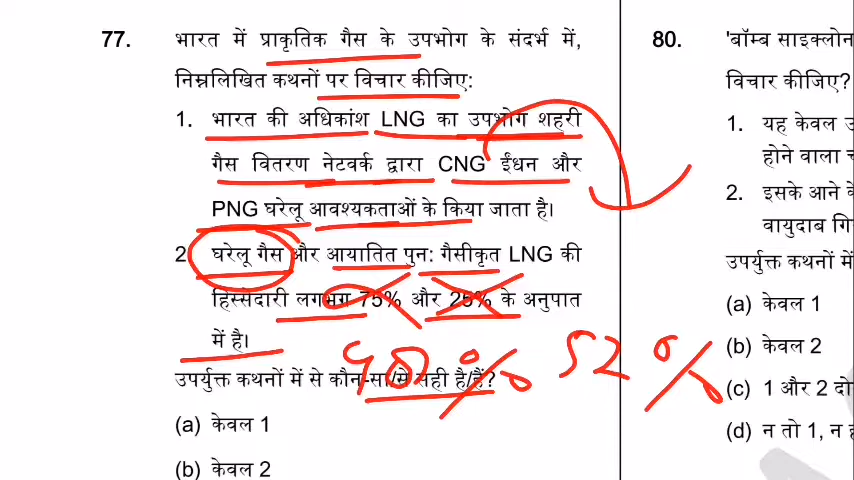 77. भारत में प्राकृतिक गैस के उपभोग के संदर्भ में,
निम्नलिखित कथनों पर विचार कीजिए:
1. भारत की अधिकांश LNG का उपभोग शहरी
गैस वितरण नेटवर्क द्वारा CNG ईंधन और
PNG घरेलू आवश्यकताओं के किया जाता है।
2 घरेलू गैस और आयातित पुन: गैसीकृत LNG की
हिस्सेदारी लगभग 75% और 25% के अनुपात
में है।
52%
उपर्युक्त कथनों में से कौन-सा/से सही है/हैं?
(a) केवल 1
(b) केवल 2
80. 'बॉम्ब साइक्लोन
विचार कीजिए?
1. यह केवल उ
होने वाला च
2. इसके आने के
वायुदाब गि
उपर्युक्त कथनों में
(a) केवल 1
(b) केवल 2
(c) 1 और 2 दो
(d) न तो 1, न